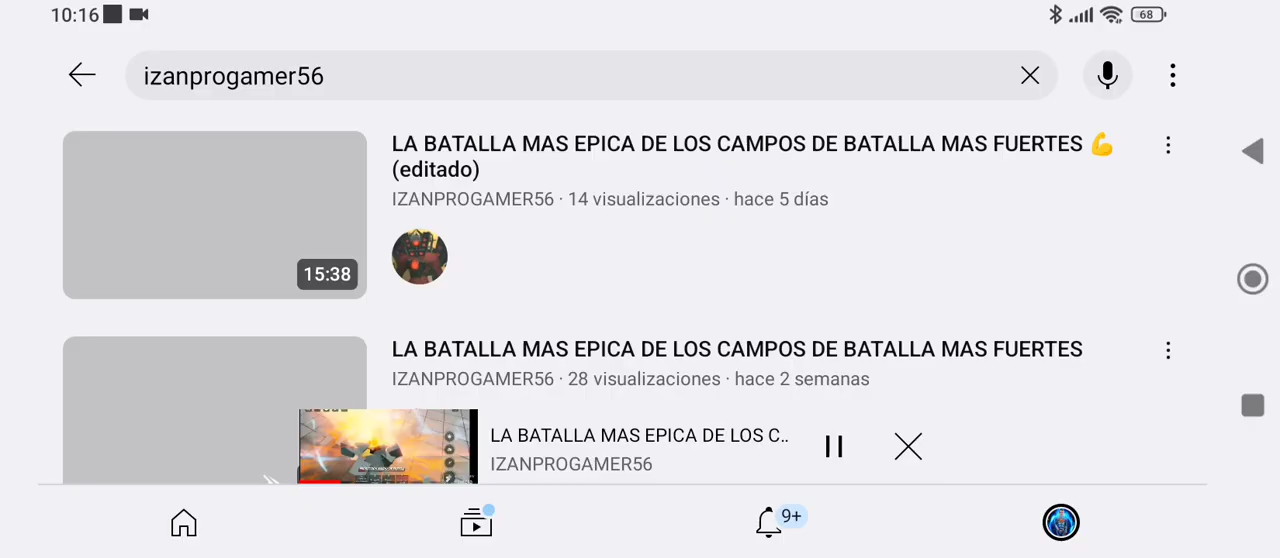 10:16
68
izanprogamer56
LA BATALLA MAS EPICA DE LOS CAMPOS DE BATALLA MAS FUERTES 💪
(editado)
IZANPROGAMER56 · 14 visualizaciones · hace 5 días
15:38
LA BATALLA MAS EPICA DE LOS CAMPOS DE BATALLA MAS FUERTES
IZANPROGAMER56 · 28 visualizaciones · hace 2 semanas
LA BATALLA MAS EPICA DE LOS C..
IZANPROGAMER56
9+